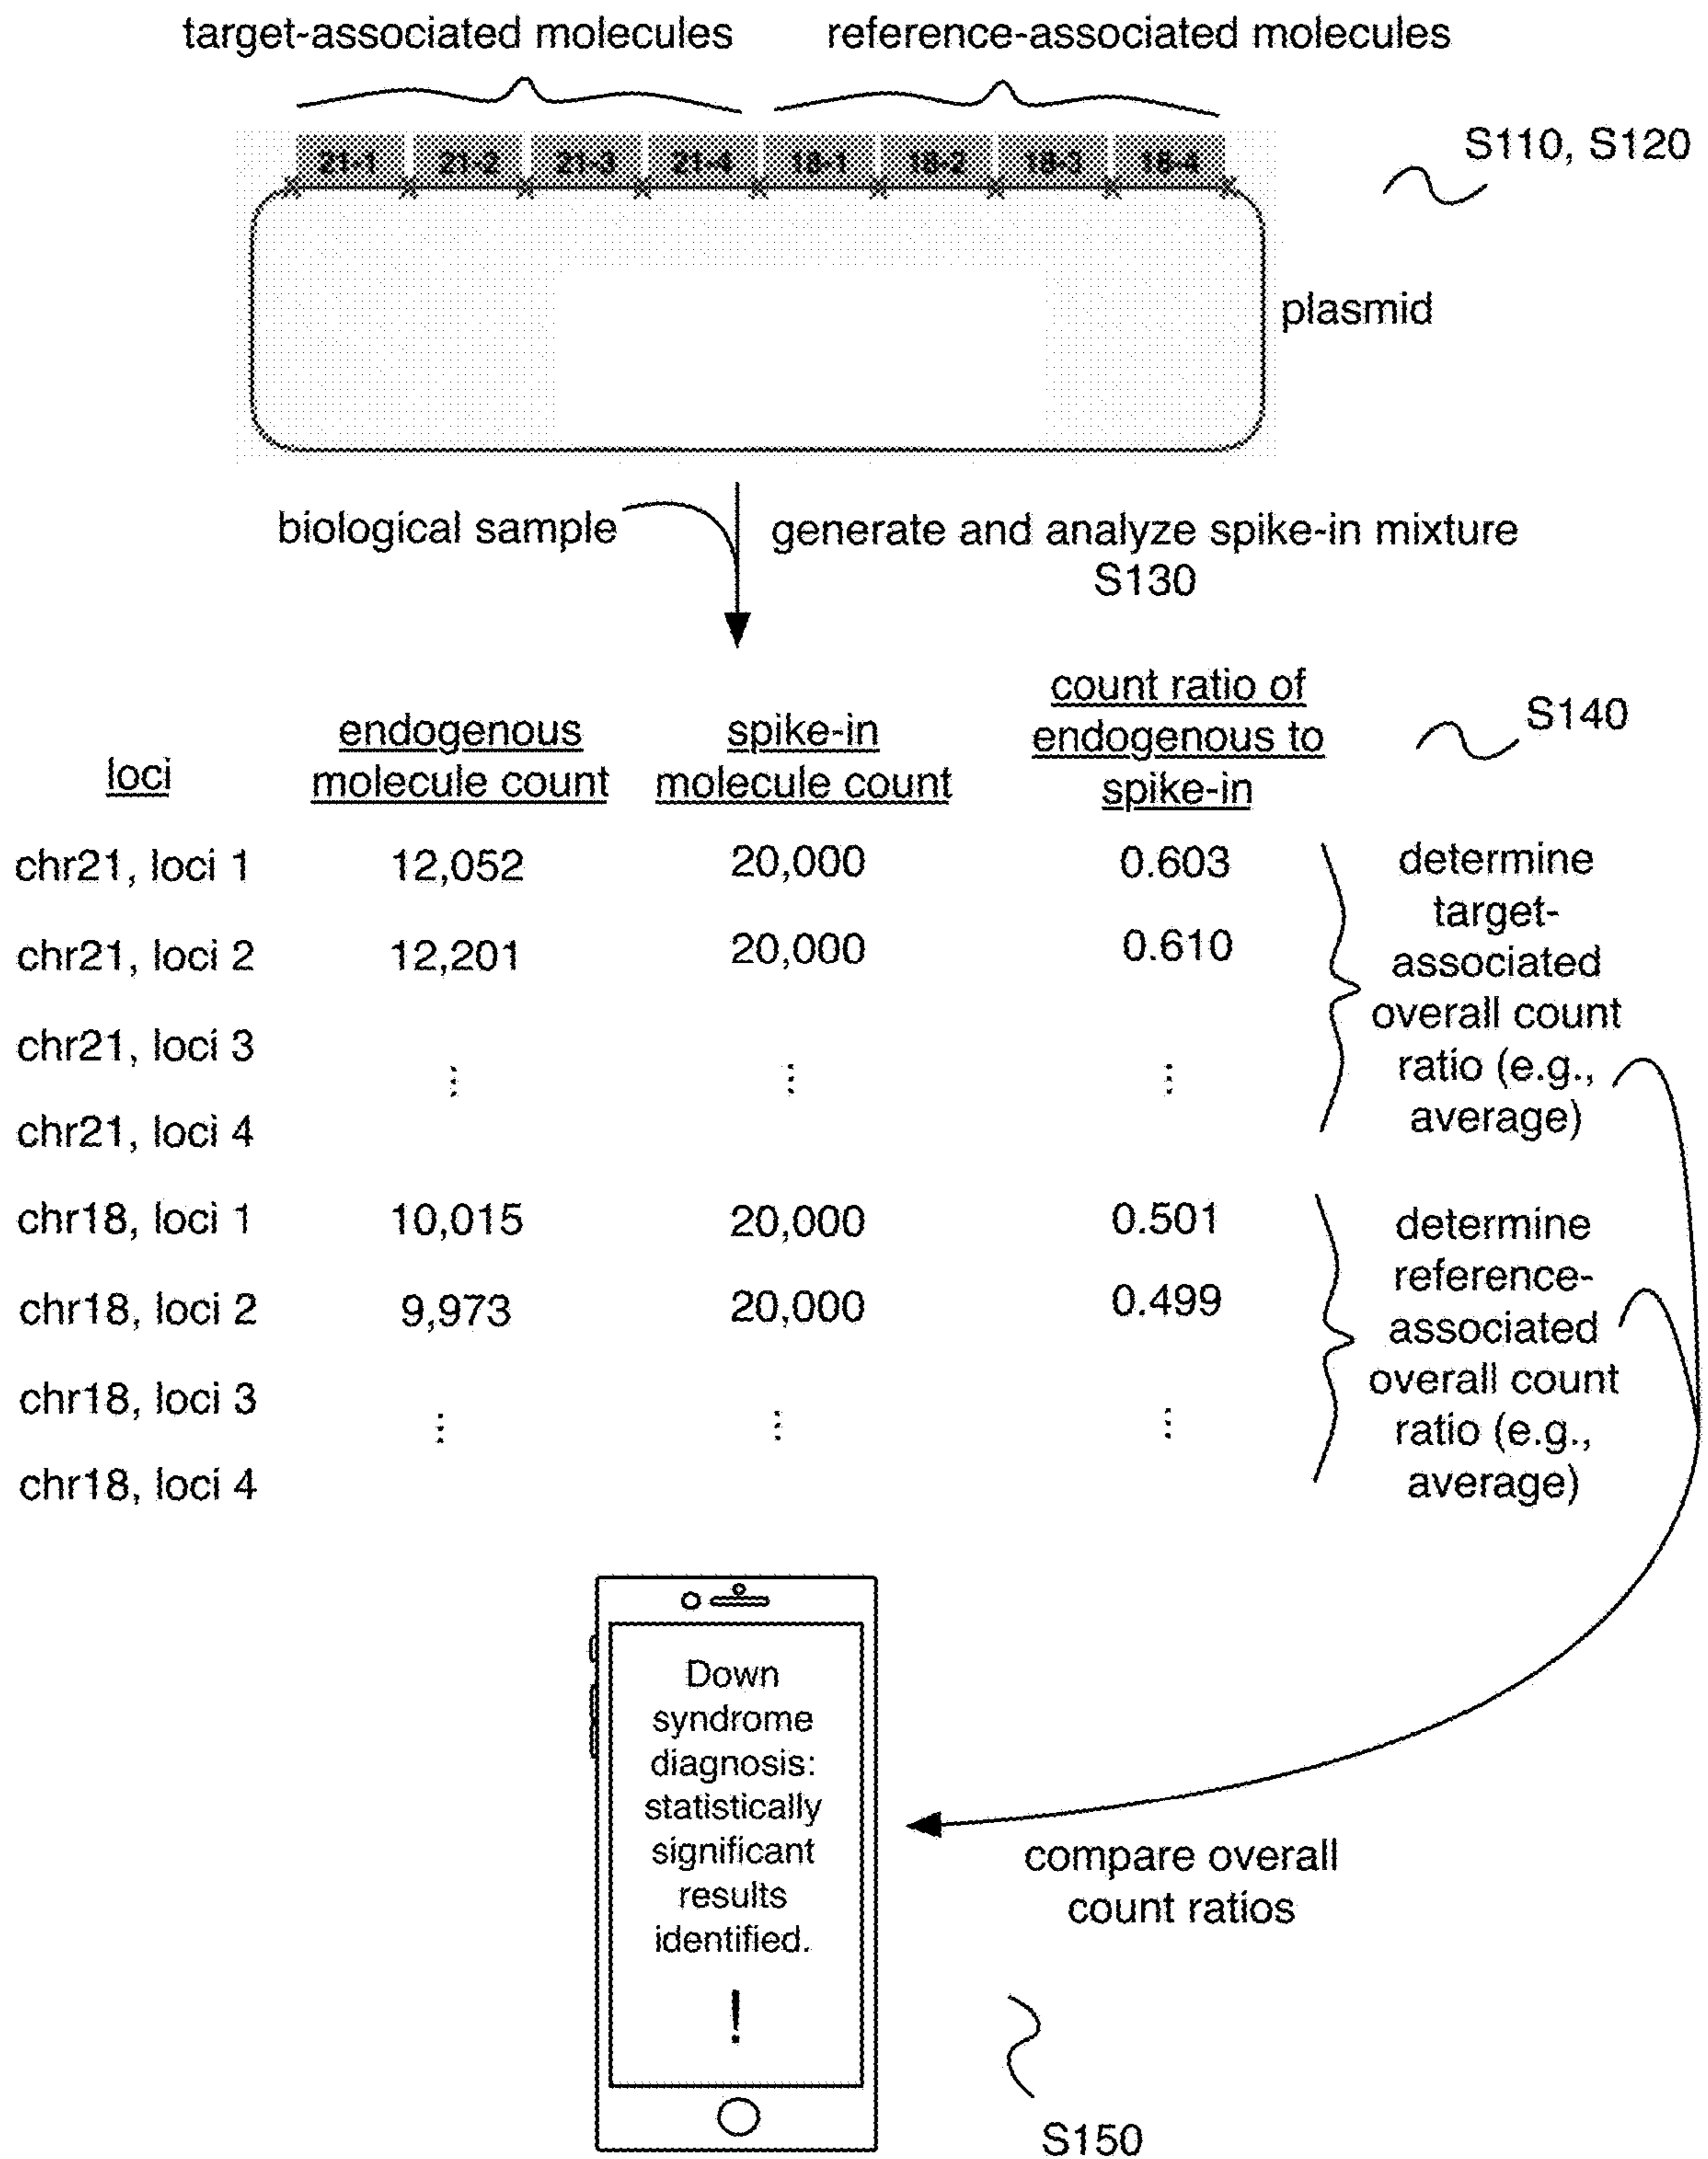 target-associated molecules reference-associated molecules
21-1 21-2 21-3 21-4 18-1 18-2 18-3 18-4
S110, S120
plasmid
biological sample
generate and analyze spike-in mixture
S130
loci
endogenous
molecule count
spike-in
molecule count
count ratio of
endogenous to
spike-in
S140
chr21, loci 1 12,052 20,000 0.603
chr21, loci 2 12,201 20,000 0.610
chr21, loci 3
⋮ ⋮ ⋮
chr21, loci 4
determine
target-
associated
overall count
ratio (e.g.,
average)
chr18, loci 1 10,015 20,000 0.501
chr18, loci 2 9,973 20,000 0.499
chr18, loci 3
⋮ ⋮ ⋮
chr18, loci 4
determine
reference-
associated
overall count
ratio (e.g.,
average)
Down
syndrome
diagnosis:
statistically
significant
results
identified.
!
compare overall
count ratios
S150